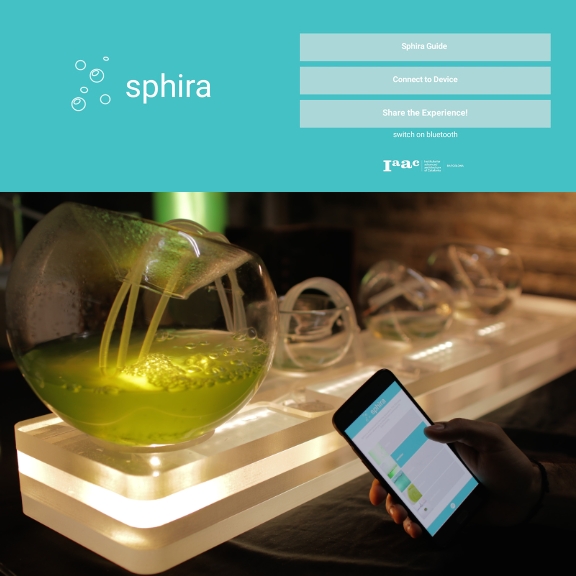 sphira
Sphira Guide
Connect to Device
Share the Experience!
switch on bluetooth
Iaac